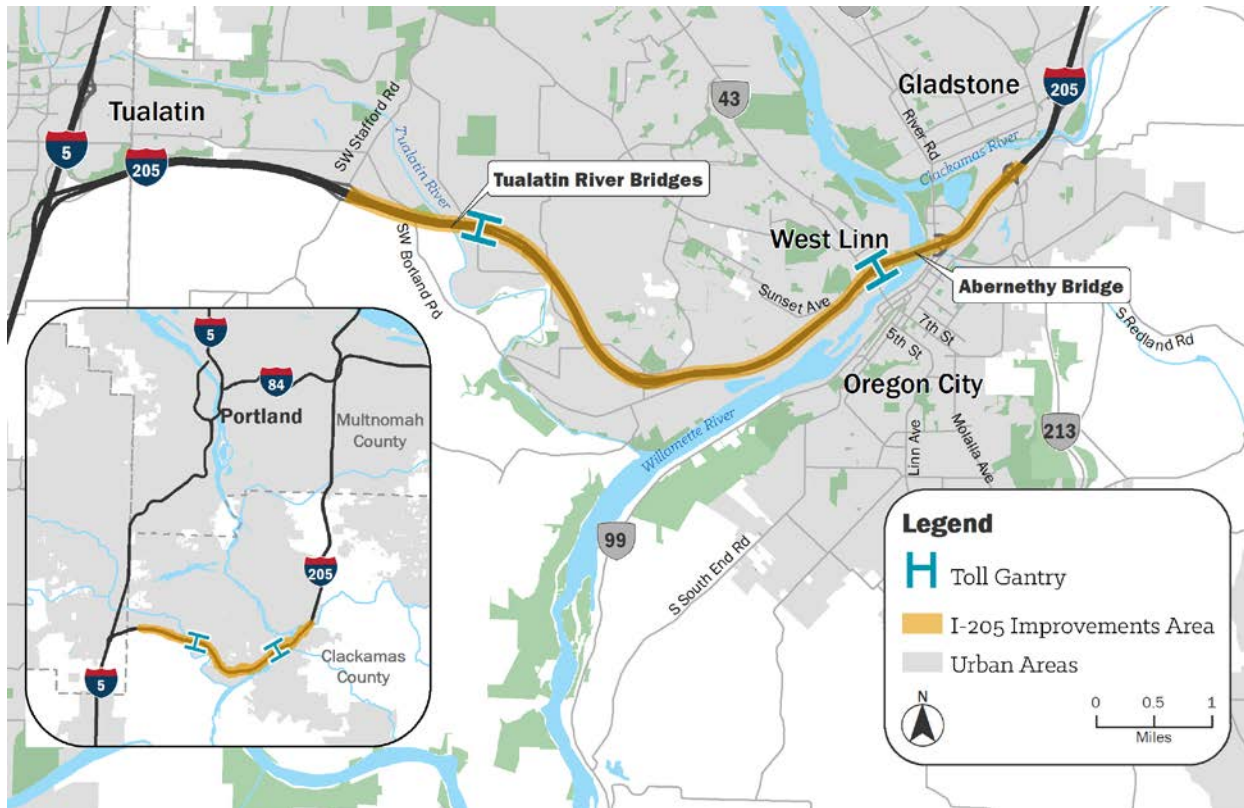 43
Gladstone
205
Tualatin
5
205
SW Stafford Rd
Tualatin River
River Rd
Clackamas River
Tualatin River Bridges
SW Borland Rd
West Linn
Sunset Ave
Abernethy Bridge
S Redland Rd
7th St
5th St
Oregon City
Willamette River
Linn Ave
Molalla Ave
213
99
S South End Rd
5
84
Portland
Multnomah
County
205
Clackamas
County
5
Legend
Toll Gantry
I-205 Improvements Area
Urban Areas
N
0 0.5 1
Miles